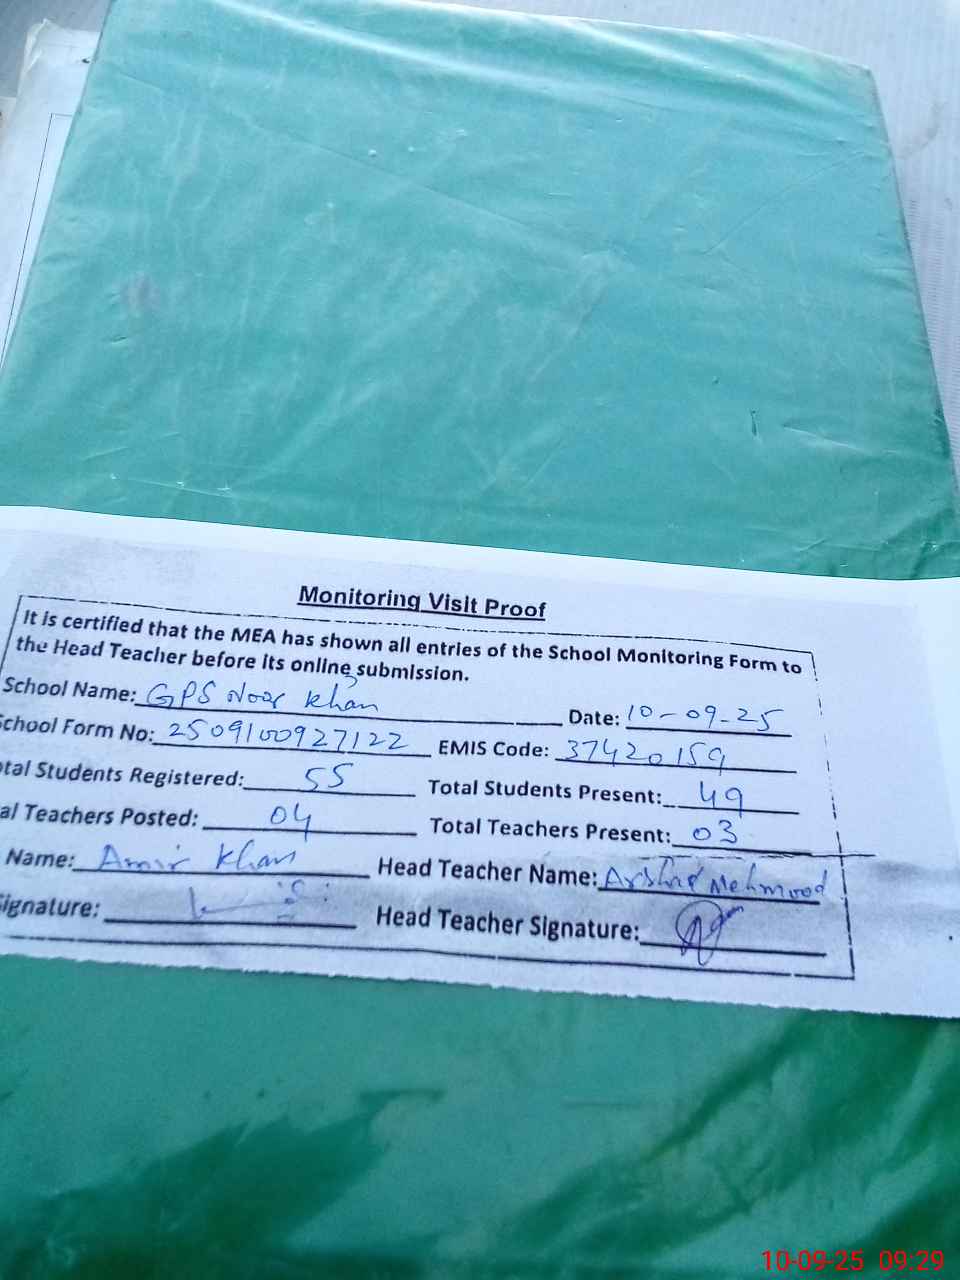 Monitoring Visit Proof
It is certified that the MEA has shown all entries of the School Monitoring Form to
the Head Teacher before its online submission.
School Name: GPS Noor Khan Date: 10-09-25
School Form No: 2509100927122 EMIS Code: 37420159
tal Students Registered: 55 Total Students Present: 49
al Teachers Posted: 04 Total Teachers Present: 03
Name: Amir Khan Head Teacher Name: Arshid Mehmood
ignature: Head Teacher Signature:
10-09-25 09:29